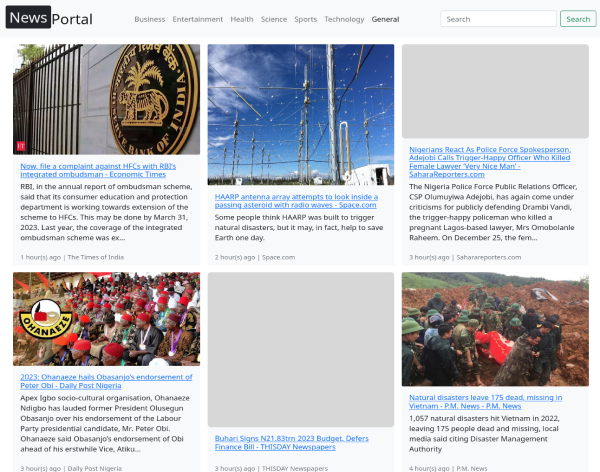 News Portal
Business Entertainment Health Science Sports Technology General
Search
Search
RESERVE BANK OF INDIA
ET
Now, file a complaint against HFCs with RBI's
integrated ombudsman - Economic Times
RBI, in the annual report of ombudsman scheme,
said that its consumer education and protection
department is working towards extension of the
scheme to HFCs. This may be done by March 31,
2023. Last year, the coverage of the integrated
ombudsman scheme was ex...
1 hour(s) ago | The Times of India
HAARP antenna array attempts to look inside a
passing asteroid with radio waves - Space.com
Some people think HAARP was built to trigger
natural disasters, but it may, in fact, help to save
Earth one day.
2 hour(s) ago | Space.com
Nigerians React As Police Force Spokesperson,
Adejobi Calls Trigger-Happy Officer Who Killed
Female Lawyer 'Very Nice Man' -
SaharaReporters.com
The Nigeria Police Force Public Relations Officer,
CSP Olumuyiwa Adejobi, has again come under
criticisms for publicly defending Drambi Vandi,
the trigger-happy policeman who killed a
pregnant Lagos-based lawyer, Mrs Omobolanle
Raheem. On December 25, the fem...
3 hour(s) ago | Saharareporters.com
OHANAEZE
2023: Ohanaeze hails Obasanjo's endorsement of
Peter Obi - Daily Post Nigeria
Apex Igbo socio-cultural organisation, Ohanaeze
Ndigbo has lauded former President Olusegun
Obasanjo over his endorsement of the Labour
Party presidential candidate, Mr. Peter Obi.
Ohanaeze said Obasanjo's endorsement of Obi
ahead of his erstwhile Vice, Atiku...
3 hour(s) ago | Daily Post Nigeria
Buhari Signs N21.83trn 2023 Budget, Defers
Finance Bill - THISDAY Newspapers
3 hour(s) ago | THISDAY Newspapers
Natural disasters leave 175 dead, missing in
Vietnam - P.M. News - P.M. News
1,057 natural disasters hit Vietnam in 2022,
leaving 175 people dead and missing, local
media said citing Disaster Management
Authority
4 hour(s) ago | P.M. News